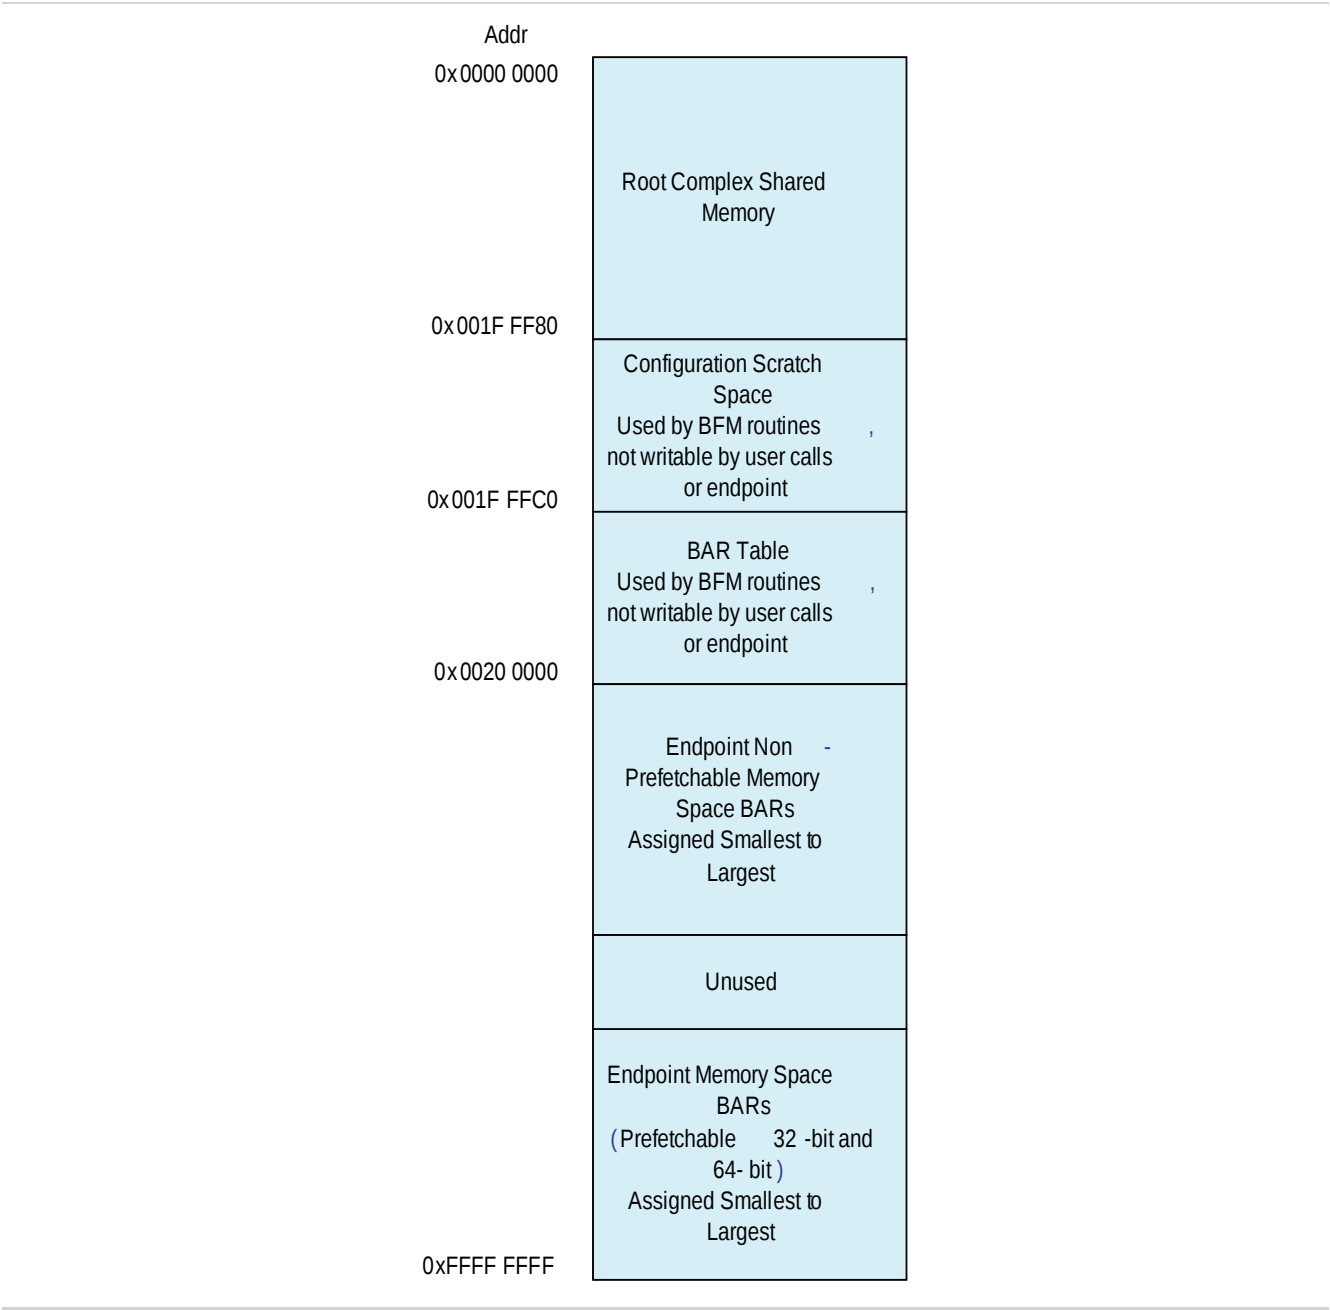 Addr
0x0000 0000
Root Complex Shared
Memory
0x001F FF80
Configuration Scratch
Space
Used by BFM routines ,
not writable by user calls
or endpoint
0x001F FFC0
BAR Table
Used by BFM routines ,
not writable by user calls
or endpoint
0x0020 0000
Endpoint Non -
Prefetchable Memory
Space BARs
Assigned Smallest to
Largest
Unused
Endpoint Memory Space
BARs
(Prefetchable 32 -bit and
64- bit )
Assigned Smallest to
Largest
0xFFFF FFFF